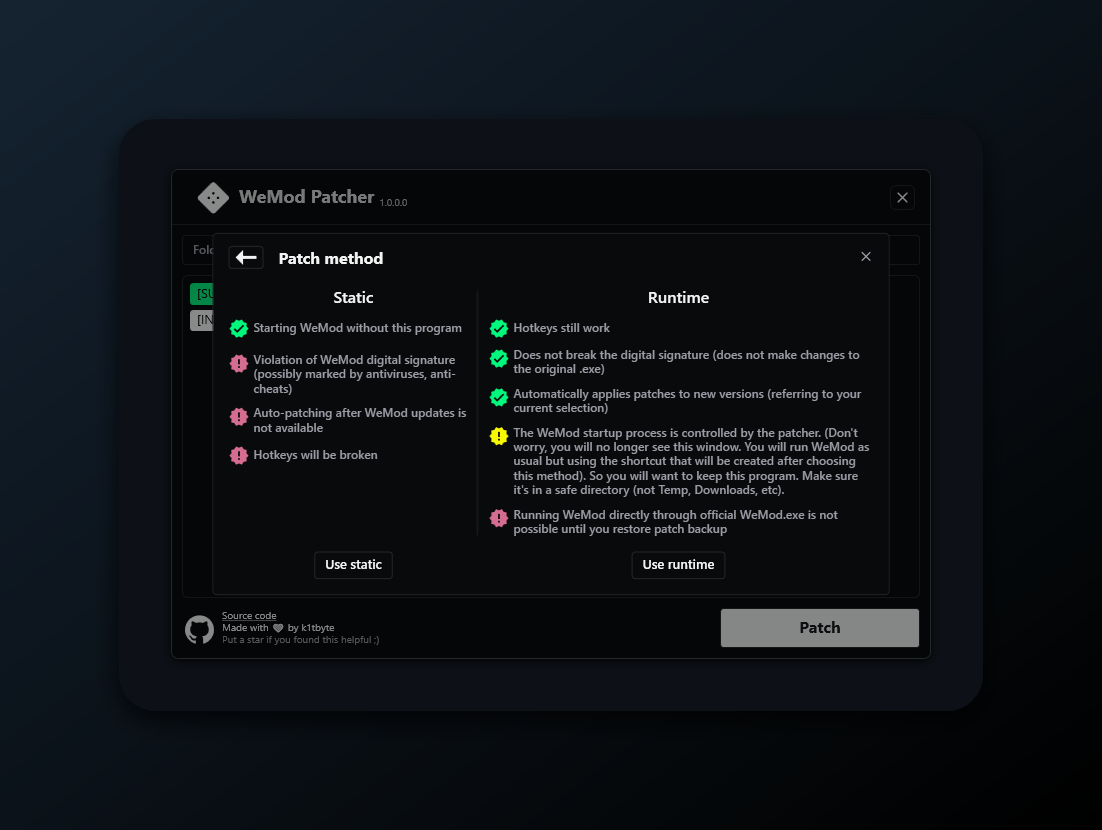 WeMod Patcher 1.0.0.0
Patch method
Static
Starting WeMod without this program
Violation of WeMod digital signature
(possibly marked by antiviruses, anti-
cheats)
Auto-patching after WeMod updates is
not available
Hotkeys will be broken
Use static
Runtime
Hotkeys still work
Does not break the digital signature (does not make changes to
the original .exe)
Automatically applies patches to new versions (referring to your
current selection)
The WeMod startup process is controlled by the patcher. (Don't
worry, you will no longer see this window. You will run WeMod as
usual but using the shortcut that will be created after choosing
this method). So you will want to keep this program. Make sure
it's in a safe directory (not Temp, Downloads, etc).
Running WeMod directly through official WeMod.exe is not
possible until you restore patch backup
Use runtime
Source code
Made with 🖤 by k1tbyte
Put a star if you found this helpful ;)
Patch